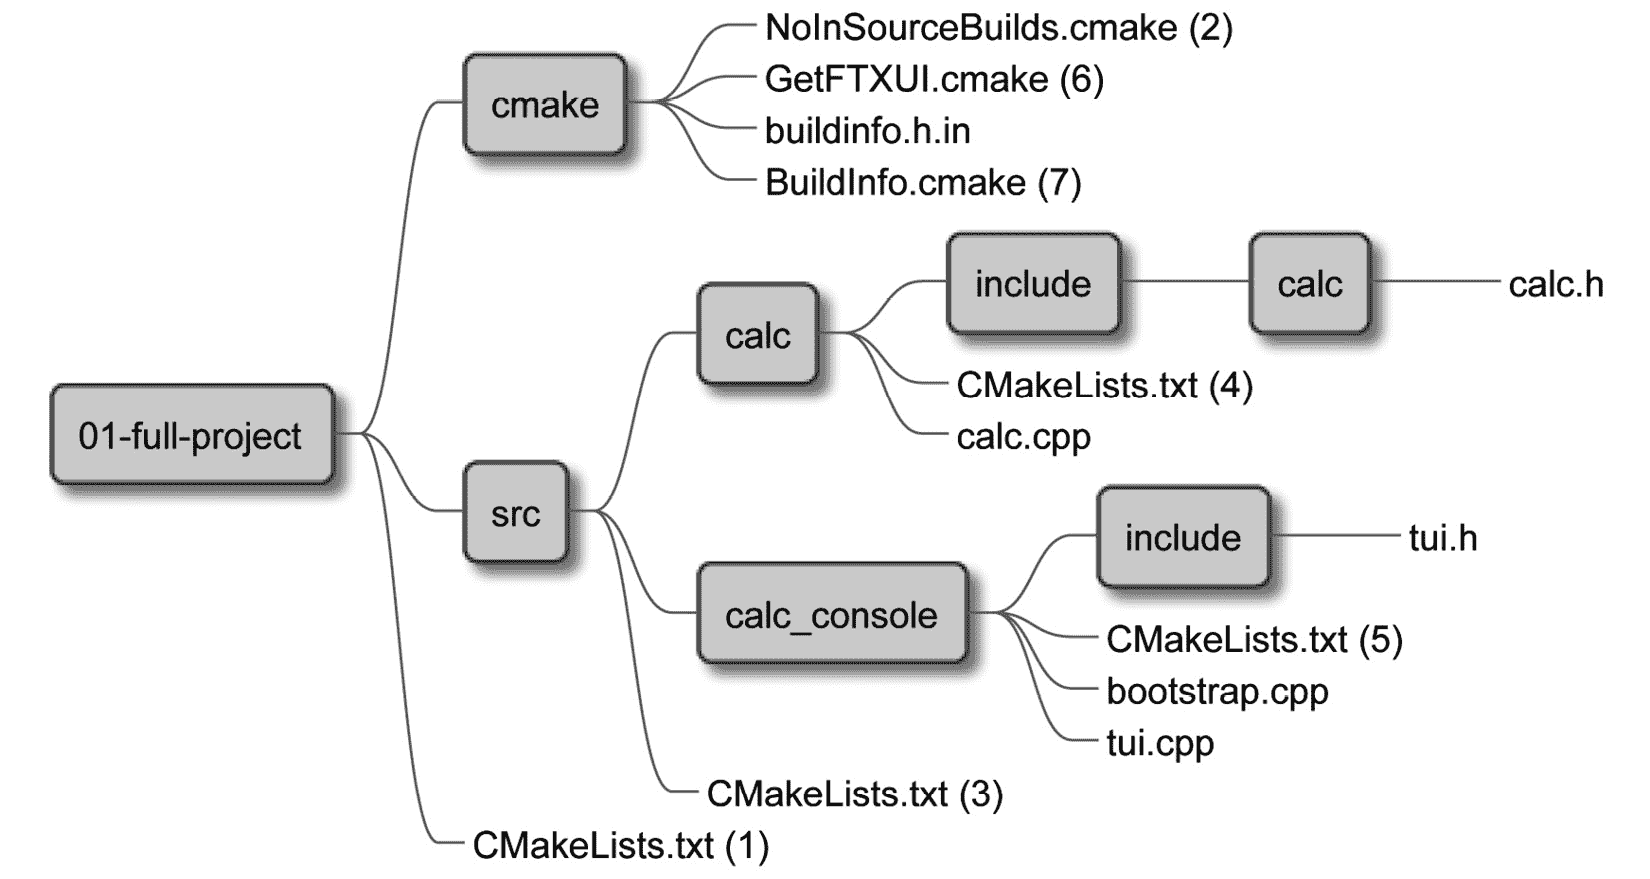 NoInSourceBuilds.cmake (2)
cmake
GetFTXUI.cmake (6)
buildinfo.h.in
BuildInfo.cmake (7)
include
calc
calc.h
calc
CMakeLists.txt (4)
calc.cpp
01-full-project
src
include
tui.h
calc_console
CMakeLists.txt (5)
bootstrap.cpp
tui.cpp
CMakeLists.txt (3)
CMakeLists.txt (1)